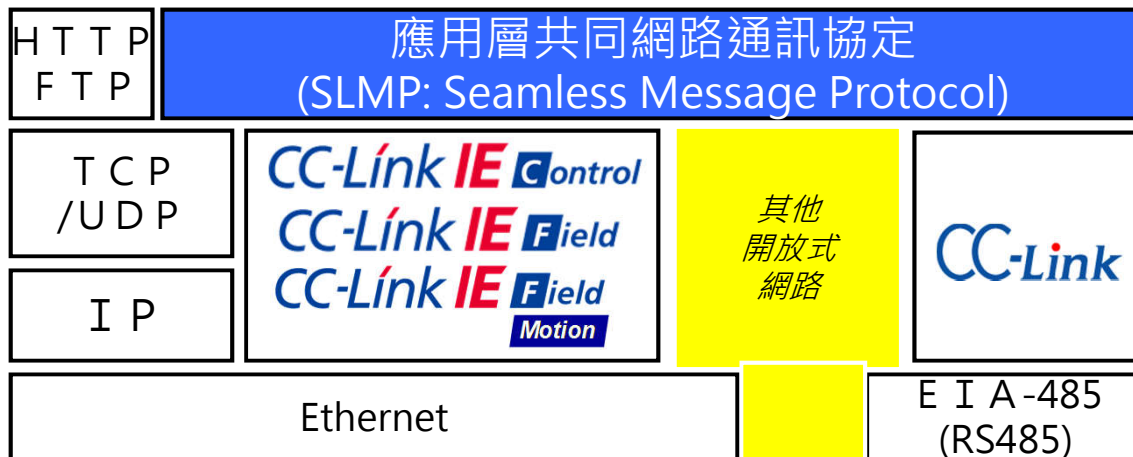 HTTP
FTP
應用層共同網路通訊協定
(SLMP: Seamless Message Protocol)
TCP
/UDP
IP
CC-Link IE Control
CC-Link IE Field
CC-Link IE Field
Motion
其他
開放式
網路
CC-Link
Ethernet
EIA-485
(RS485)